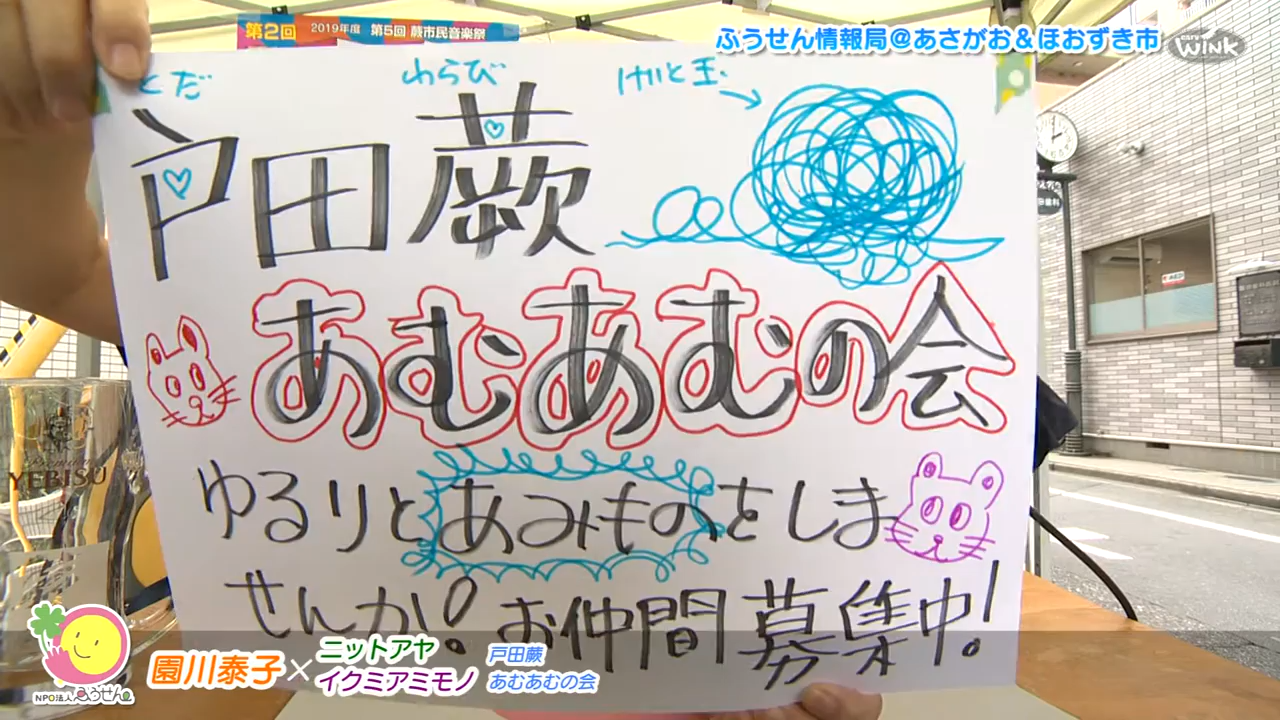 第2回 2019年度 第5回 蕨市民音楽祭
ふうせん情報局@あさがお&ほおずき市
CATV WINK
とだ わらび けいと玉
戸田蕨
あむあむの会
ゆるりとあみものをしま
せんか!お仲間募集中!
YEBISU
園川泰子×ニットアヤ
イクミアミモノ
戸田蕨
あむあむの会
NPO法人ふうせん